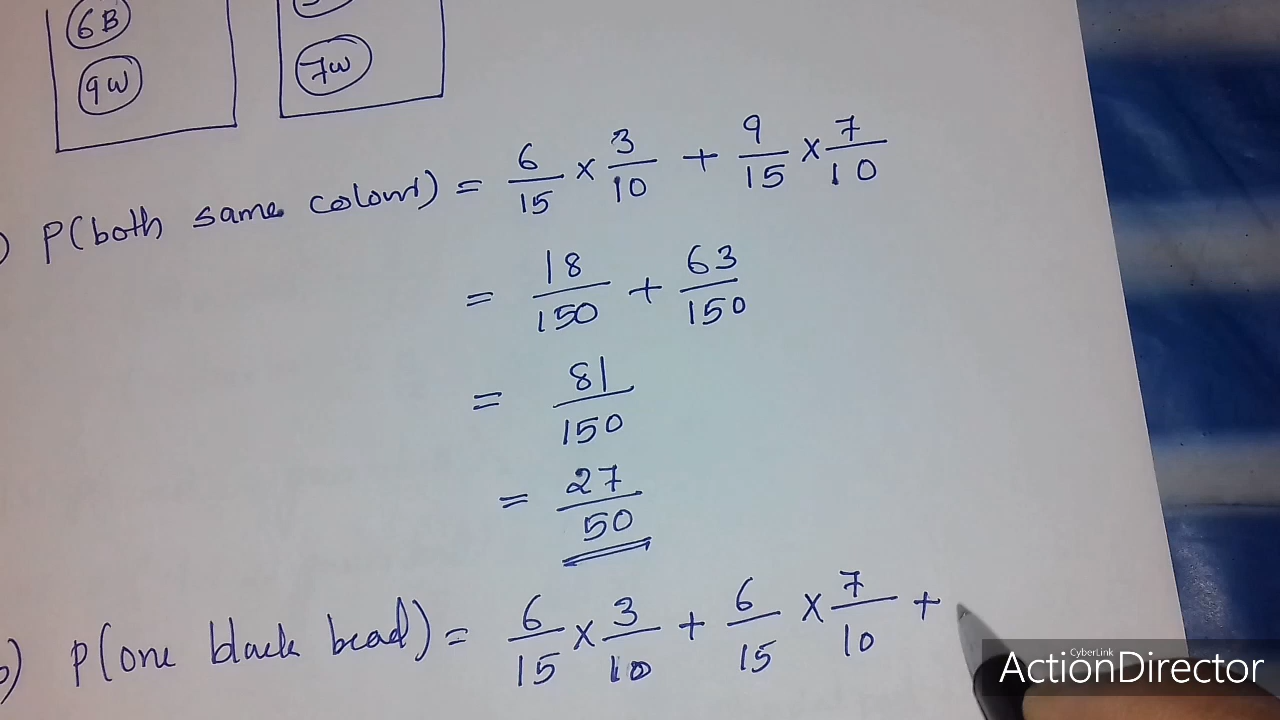 6B
9W 7W
P(both same colour) = 6/15 × 3/10 + 9/15 × 7/10
= 18/150 + 63/150
= 81/150
= 27/50
) P(one black bead) = 6/15 × 3/10 + 6/15 × 7/10 +
CyberLink
ActionDirector